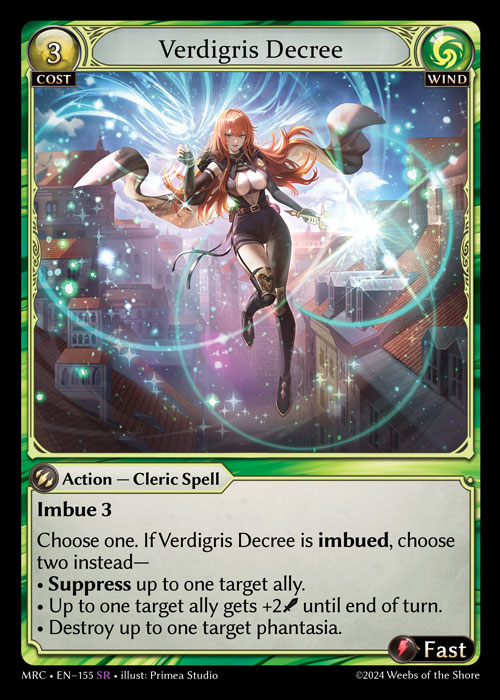 3
Verdigris Decree
COST
WIND
Action — Cleric Spell
Imbue 3
Choose one. If Verdigris Decree is imbued, choose
two instead—
• Suppress up to one target ally.
• Up to one target ally gets +2 until end of turn.
• Destroy up to one target phantasia.
Fast
MRC • EN–155 SR • illust: Primea Studio
©2024 Weebs of the Shore